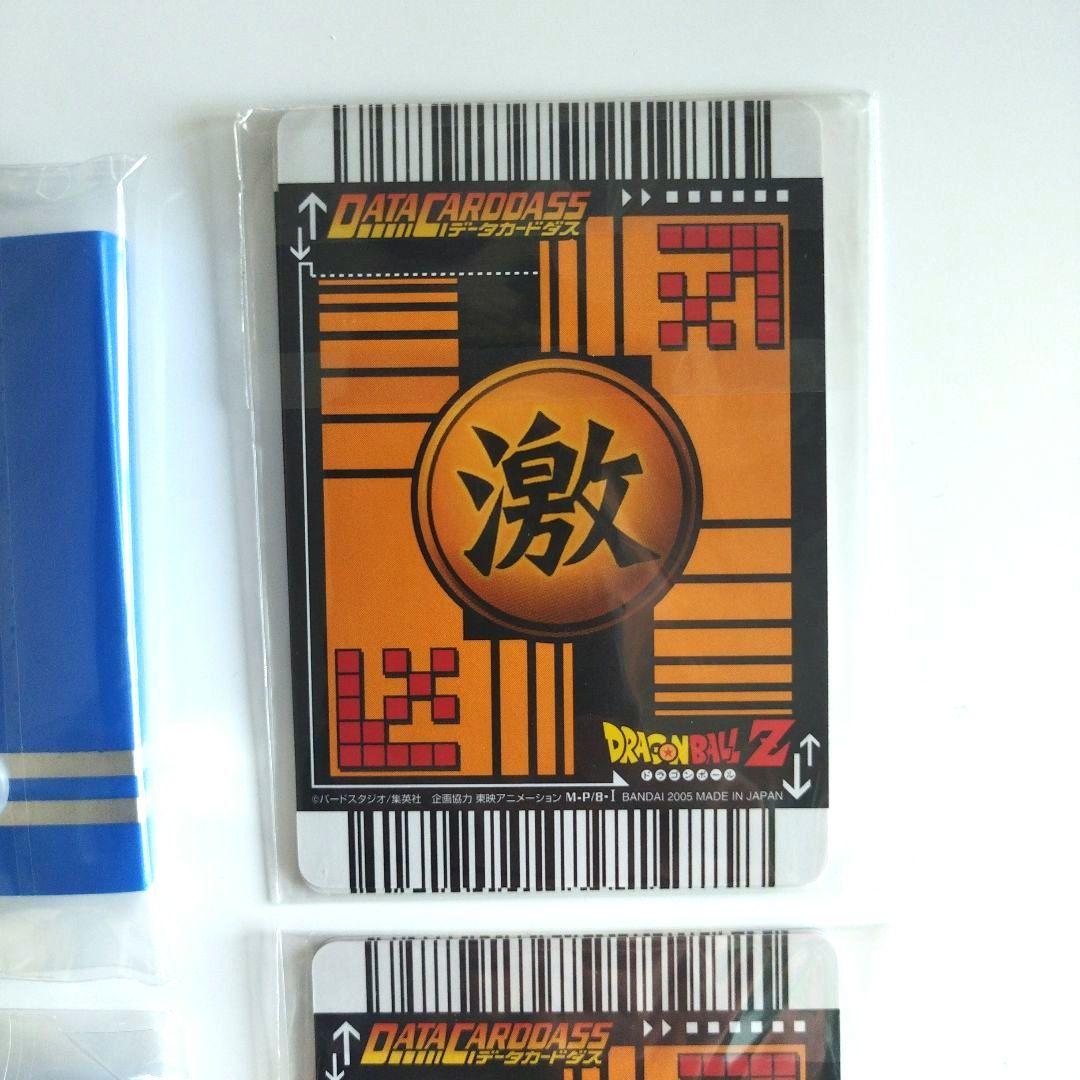 DATA CARDDASS
データカードダス
激
DRAGON BALL Z
ドラゴンボール
©バードスタジオ/集英社 企画協力 東映アニメーション M-P/8・I BANDAI 2005 MADE IN JAPAN
DATA CARDDASS
データカードダス